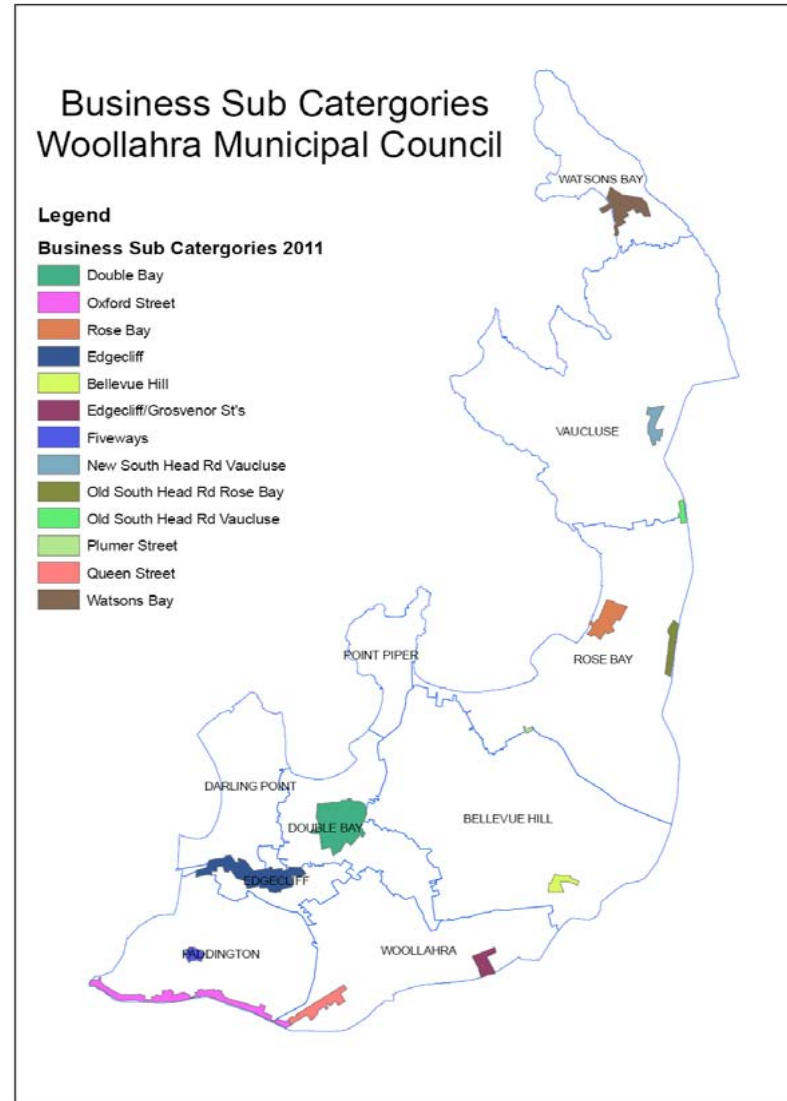 Business Sub Catergories
Woollahra Municipal Council
Legend
Business Sub Catergories 2011
Double Bay
Oxford Street
Rose Bay
Edgecliff
Bellevue Hill
Edgecliff/Grosvenor St's
Fiveways
New South Head Rd Vaucluse
Old South Head Rd Rose Bay
Old South Head Rd Vaucluse
Plumer Street
Queen Street
Watsons Bay
WATSONS BAY
VAUCLUSE
POINT PIPER
ROSE BAY
DARLING POINT
DOUBLE BAY
BELLEVUE HILL
EDGECLIFF
PADDINGTON
WOOLLAHRA